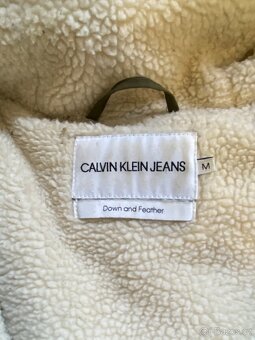 CALVIN KLEIN JEANS
M
Down and Feather